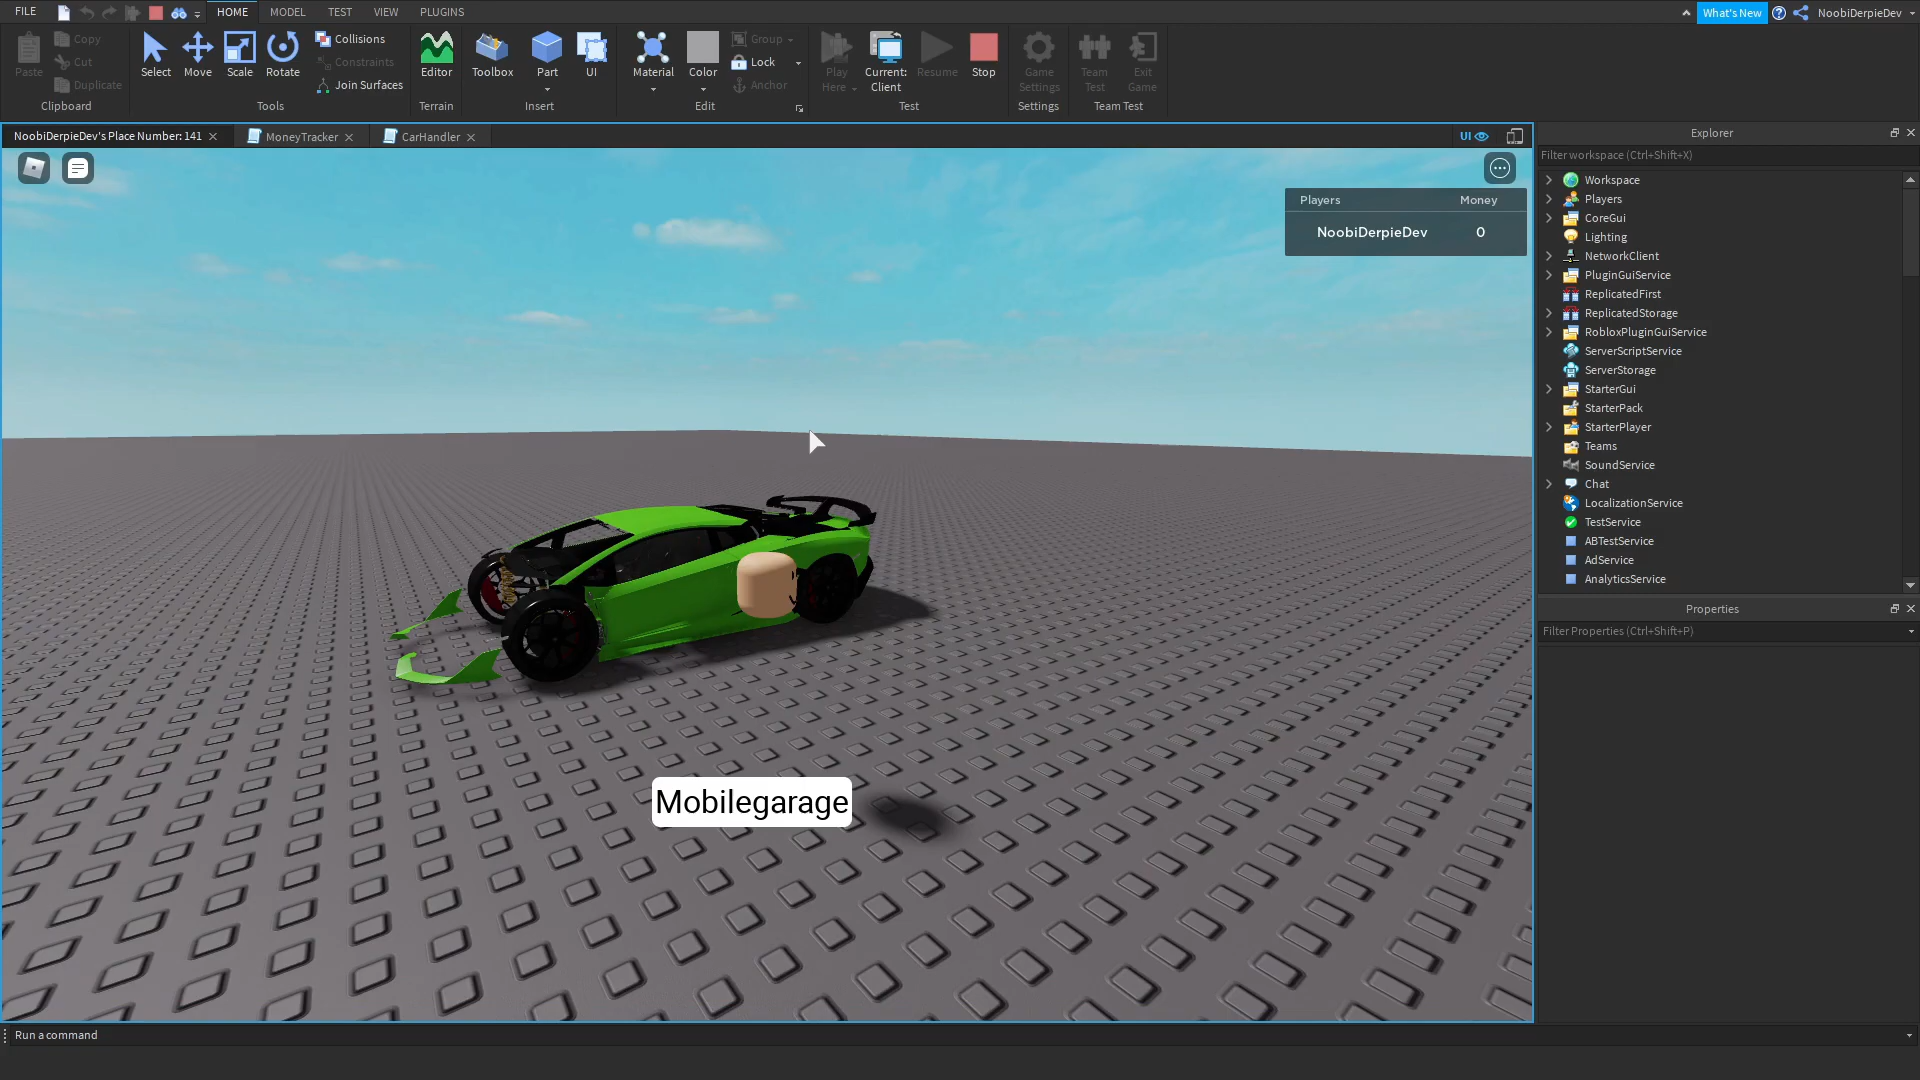 FILE HOME MODEL TEST VIEW PLUGINS What's New NoobiDerpieDev
Paste Copy Cut Duplicate Clipboard
Select Move Scale Rotate Collisions Constraints Join Surfaces Tools
Editor Terrain
Toolbox Part UI Insert
Material Color Group Lock Anchor Edit
Play Here Current: Client Resume Stop Test
Game Settings Settings
Team Test Exit Game Team Test
NoobiDerpieDev's Place Number: 141 MoneyTracker CarHandler UI
Players Money
NoobiDerpieDev 0
Mobilegarage
Explorer
Filter workspace (Ctrl+Shift+X)
Workspace
Players
CoreGui
Lighting
NetworkClient
PluginGuiService
ReplicatedFirst
ReplicatedStorage
RobloxPluginGuiService
ServerScriptService
ServerStorage
StarterGui
StarterPack
StarterPlayer
Teams
SoundService
Chat
LocalizationService
TestService
ABTestService
AdService
AnalyticsService
Properties
Filter Properties (Ctrl+Shift+P)
Run a command